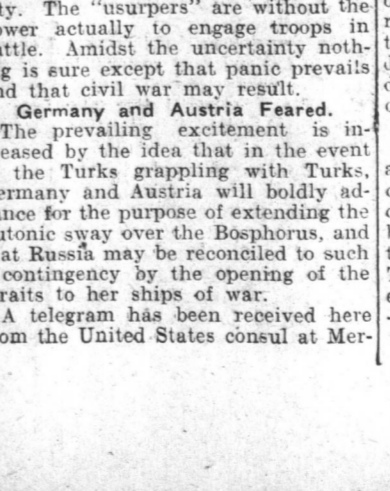 ty. The "usurpers" are without the
ower actually to engage troops in
attle. Amidst the uncertainty noth-
g is sure except that panic prevails
nd that civil war may result.
Germany and Austria Feared.
The prevailing excitement is in-
eased by the idea that in the event
the Turks grappling with Turks,
ermany and Austria will boldly ad-
ance for the purpose of extending the
utonic sway over the Bosphorus, and
at Russia may be reconciled to such
contingency by the opening of the
raits to her ships of war.
A telegram has been received here
om the United States consul at Mer-